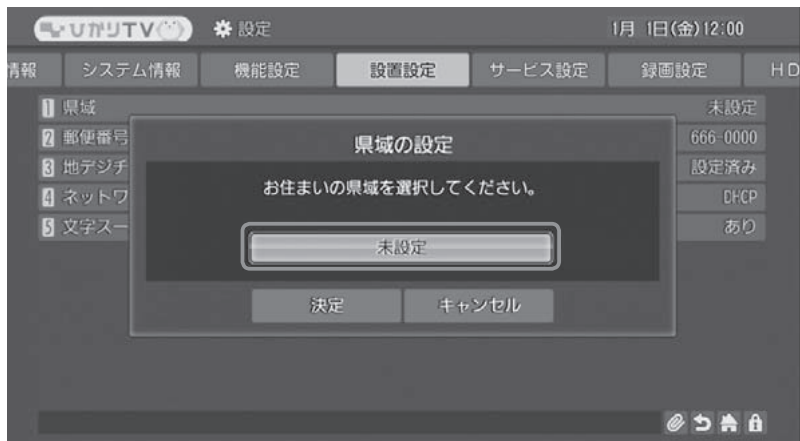 ひかりTV 設定 1月 1日(金)12:00
情報 システム情報 機能設定 設置設定 サービス設定 録画設定 HD
1 県域 未設定
2 郵便番号 666-0000
3 地デジチ 設定済み
4 ネットワ DHCP
5 文字スー あり
県域の設定
お住まいの県域を選択してください。
未設定
決定 キャンセル